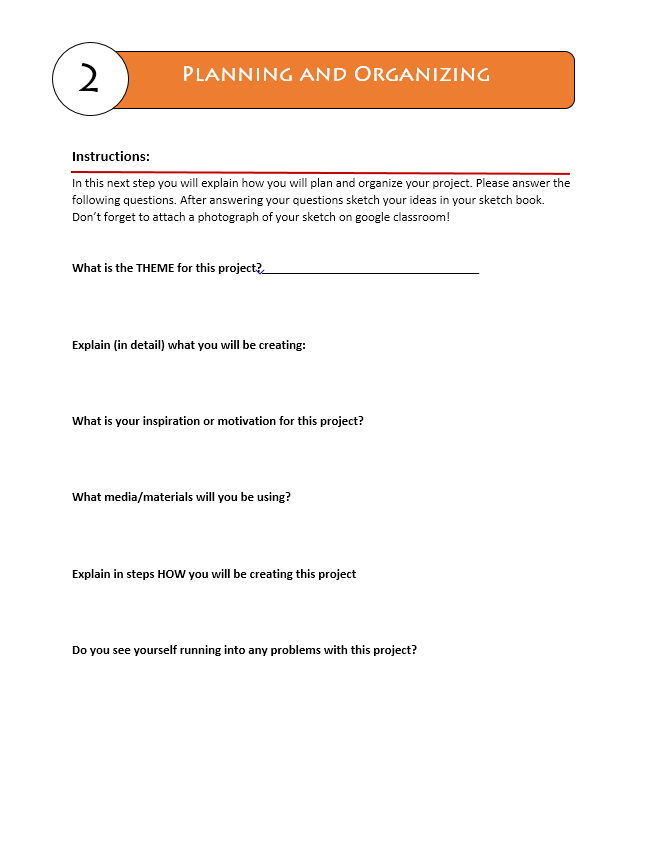 2
Planning and Organizing
Instructions:
In this next step you will explain how you will plan and organize your project. Please answer the
following questions. After answering your questions sketch your ideas in your sketch book.
Don't forget to attach a photograph of your sketch on google classroom!
What is the THEME for this project?
Explain (in detail) what you will be creating:
What is your inspiration or motivation for this project?
What media/materials will you be using?
Explain in steps HOW you will be creating this project
Do you see yourself running into any problems with this project?